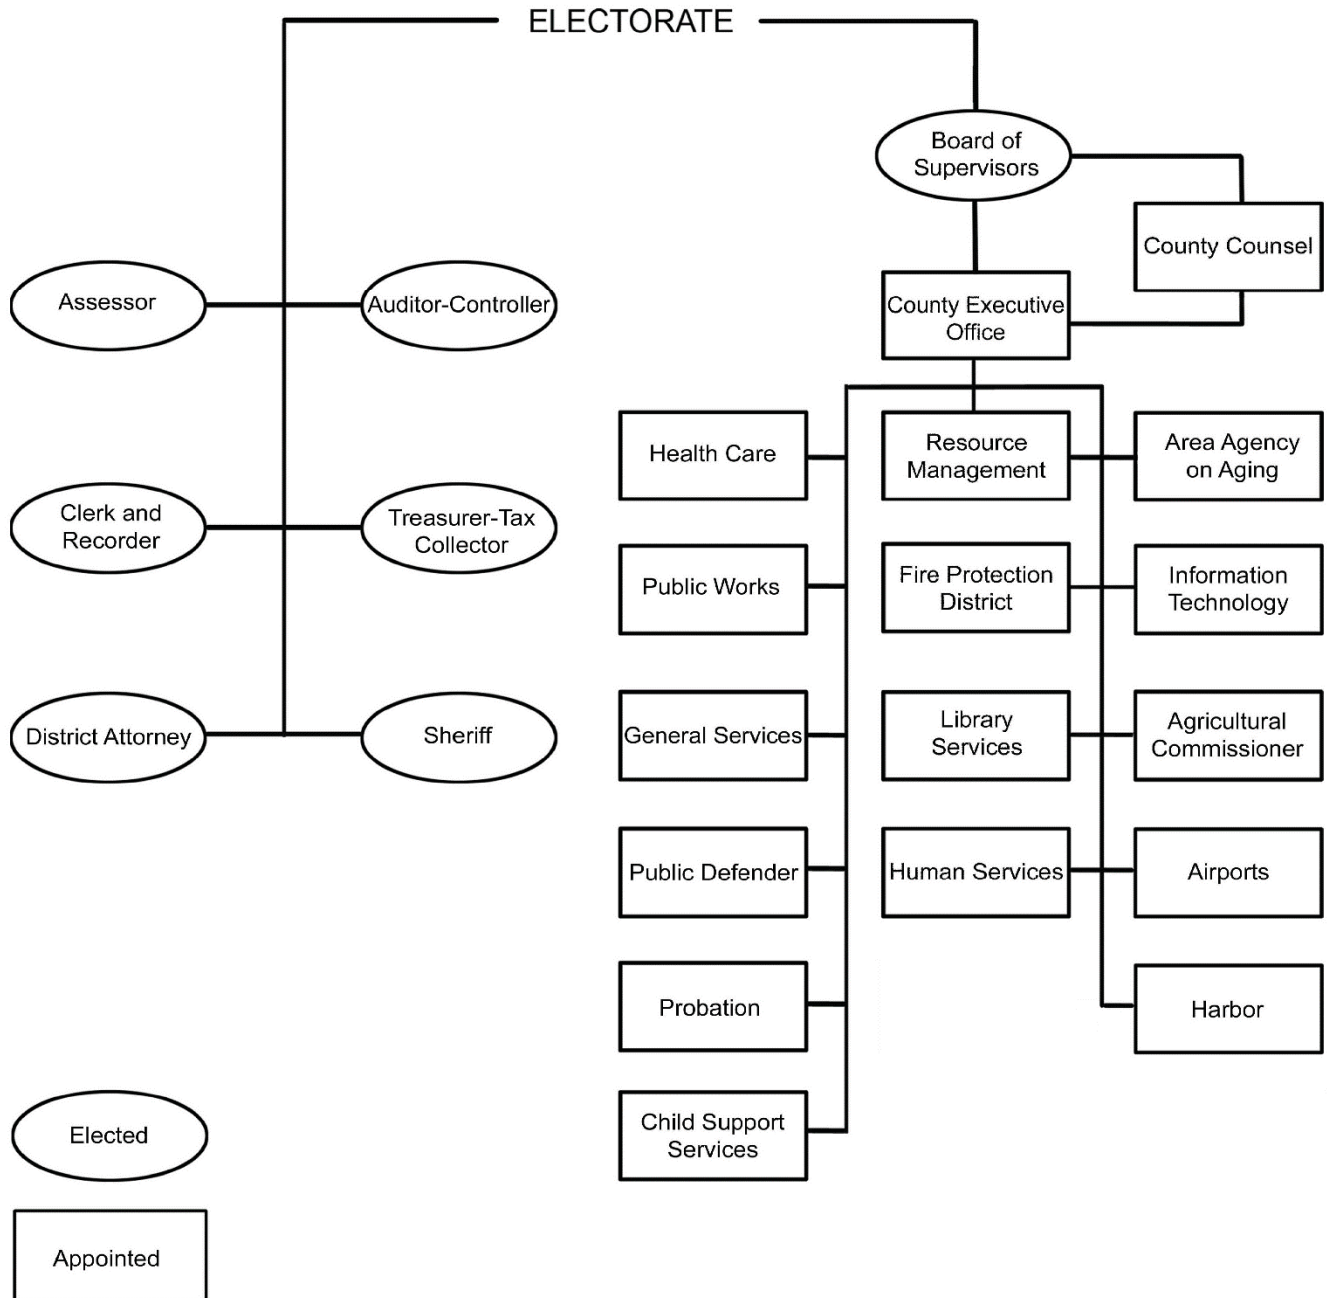 ELECTORATE
Board of
Supervisors
County Counsel
County Executive
Office
Assessor
Auditor-Controller
Clerk and
Recorder
Treasurer-Tax
Collector
District Attorney
Sheriff
Health Care
Resource
Management
Area Agency
on Aging
Public Works
Fire Protection
District
Information
Technology
General Services
Library
Services
Agricultural
Commissioner
Public Defender
Human Services
Airports
Probation
Harbor
Child Support
Services
Elected
Appointed